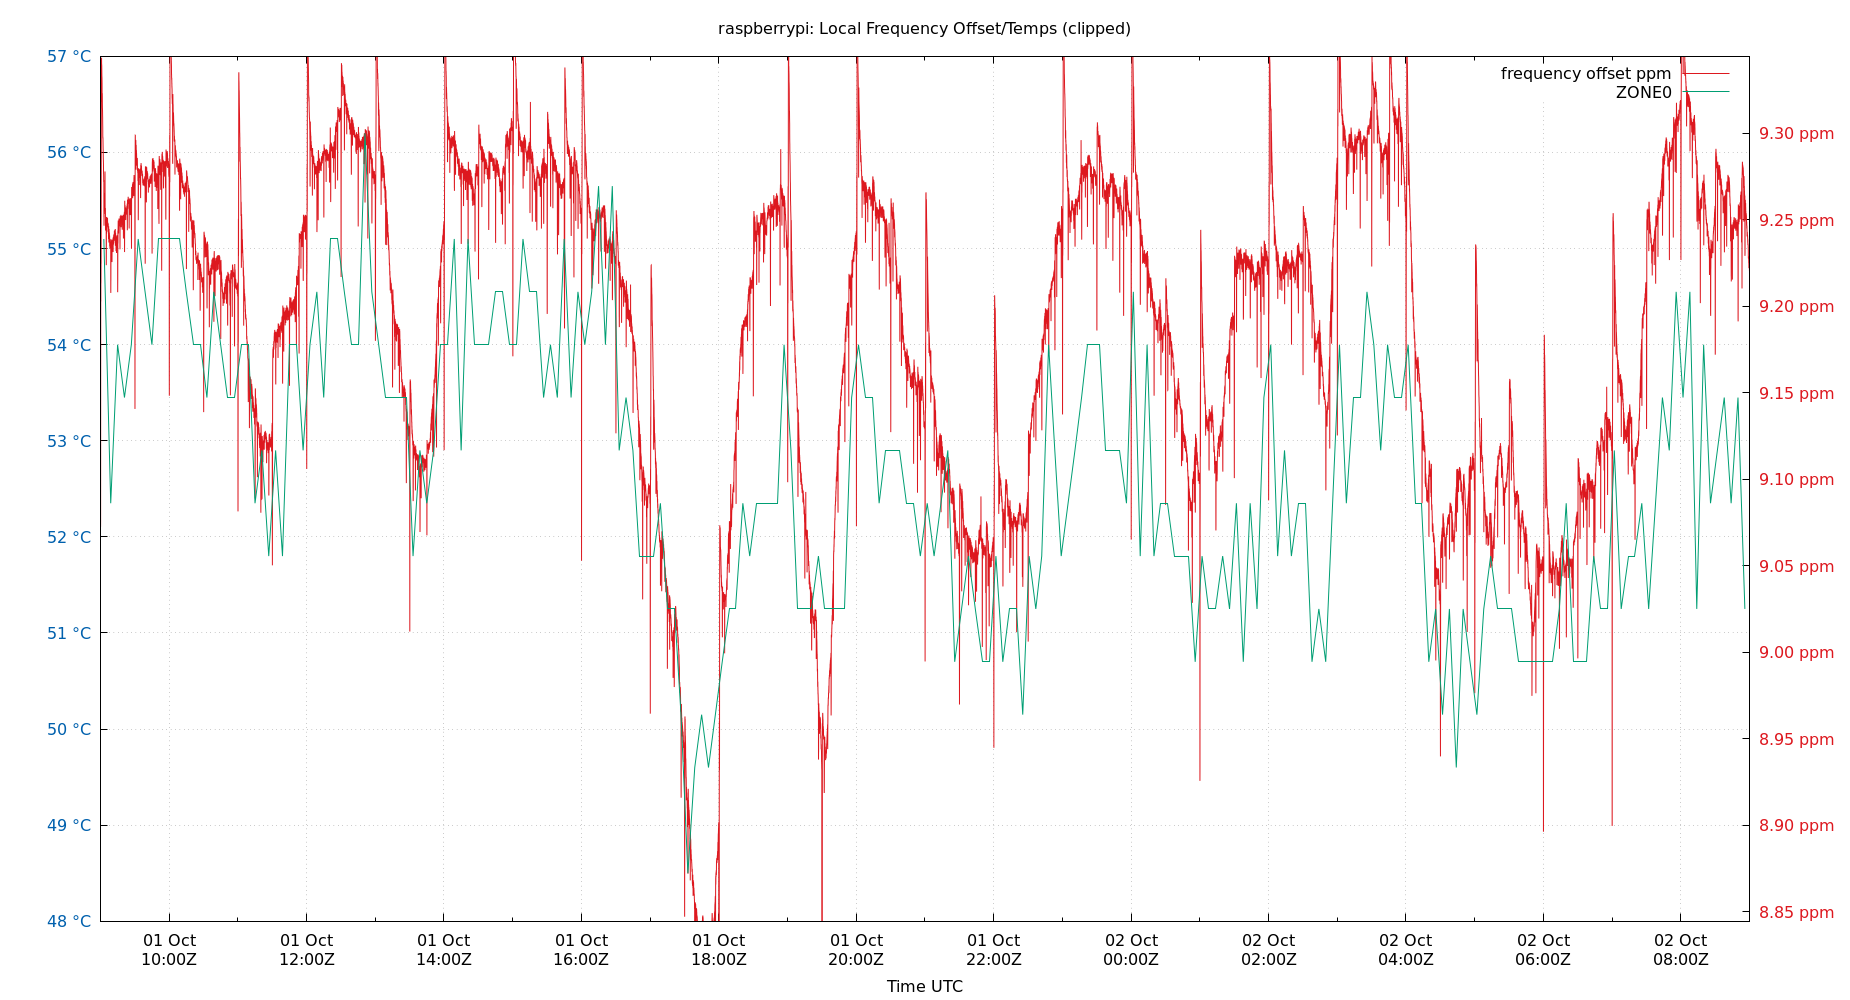 raspberrypi: Local Frequency Offset/Temps (clipped)
frequency offset ppm
ZONE0
57 °C
56 °C
55 °C
54 °C
53 °C
52 °C
51 °C
50 °C
49 °C
48 °C
9.30 ppm
9.25 ppm
9.20 ppm
9.15 ppm
9.10 ppm
9.05 ppm
9.00 ppm
8.95 ppm
8.90 ppm
8.85 ppm
01 Oct 01 Oct 01 Oct 01 Oct 01 Oct 01 Oct 01 Oct 02 Oct 02 Oct 02 Oct 02 Oct 02 Oct
10:00Z 12:00Z 14:00Z 16:00Z 18:00Z 20:00Z 22:00Z 00:00Z 02:00Z 04:00Z 06:00Z 08:00Z
Time UTC